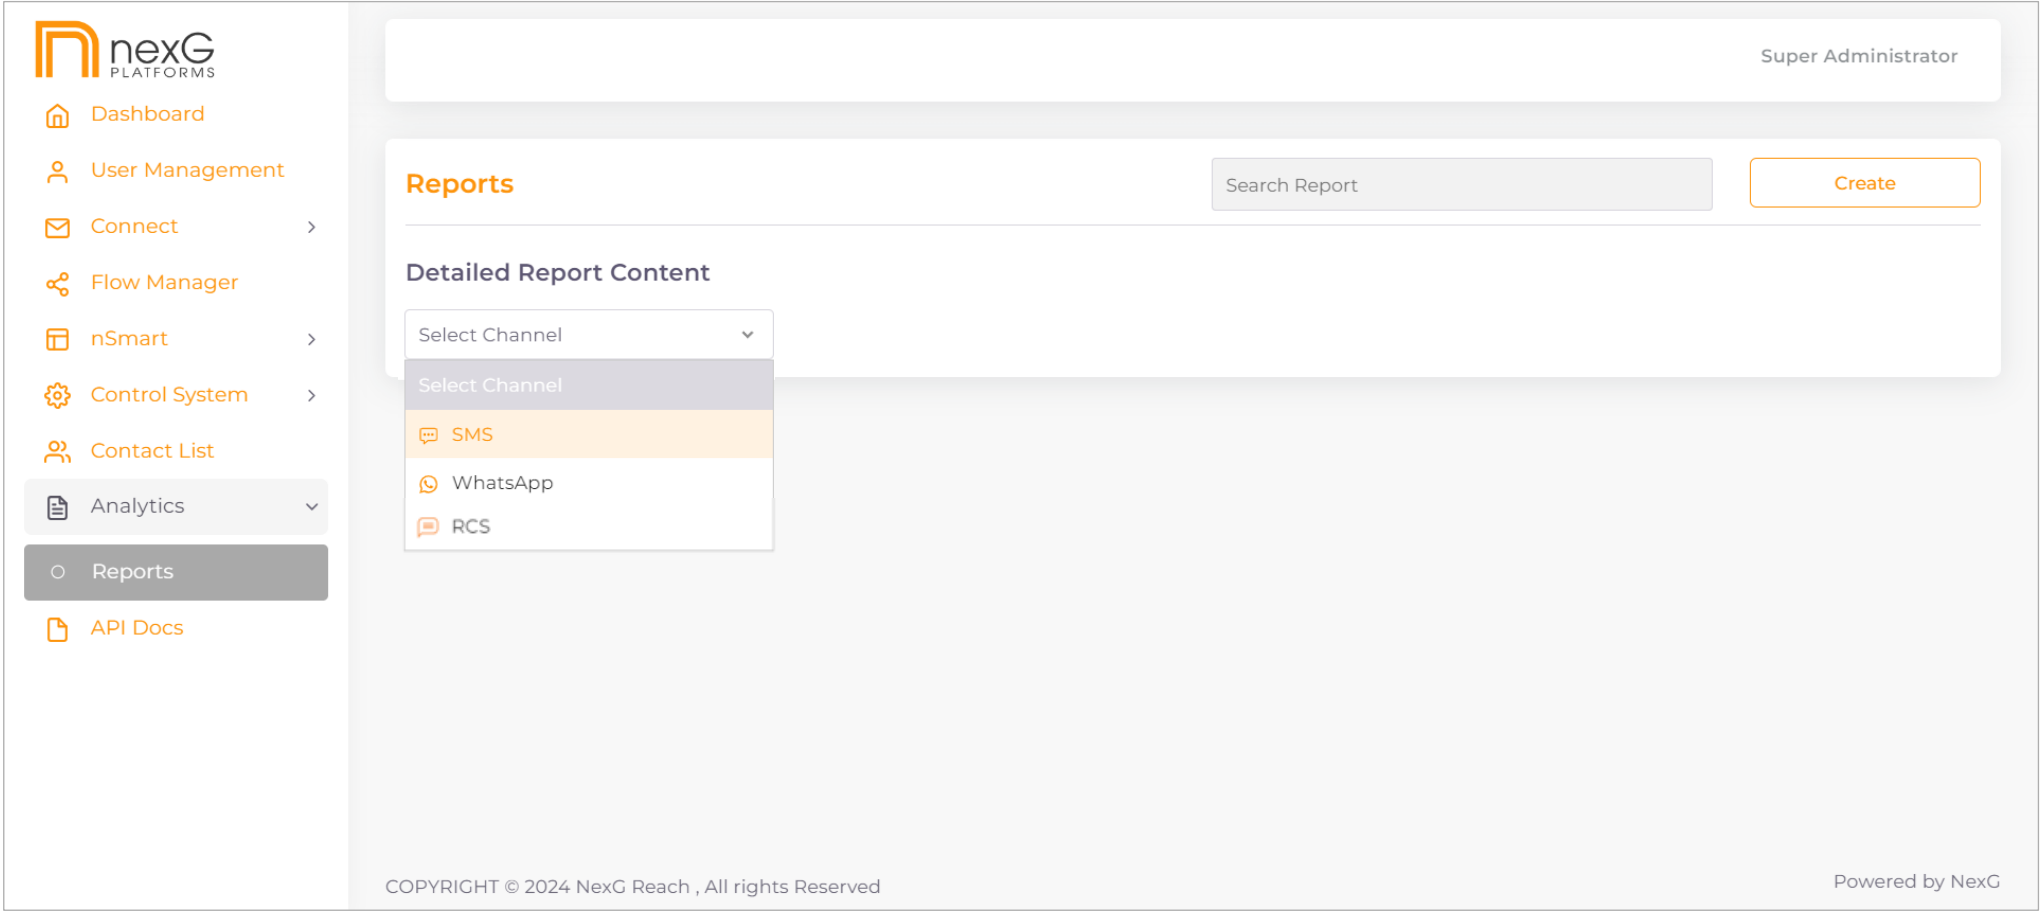 nexG
PLATFORMS
Dashboard
User Management
Connect
Flow Manager
nSmart
Control System
Contact List
Analytics
Reports
API Docs
Super Administrator
Reports
Search Report
Create
Detailed Report Content
Select Channel
Select Channel
SMS
WhatsApp
RCS
COPYRIGHT © 2024 NexG Reach , All rights Reserved
Powered by NexG